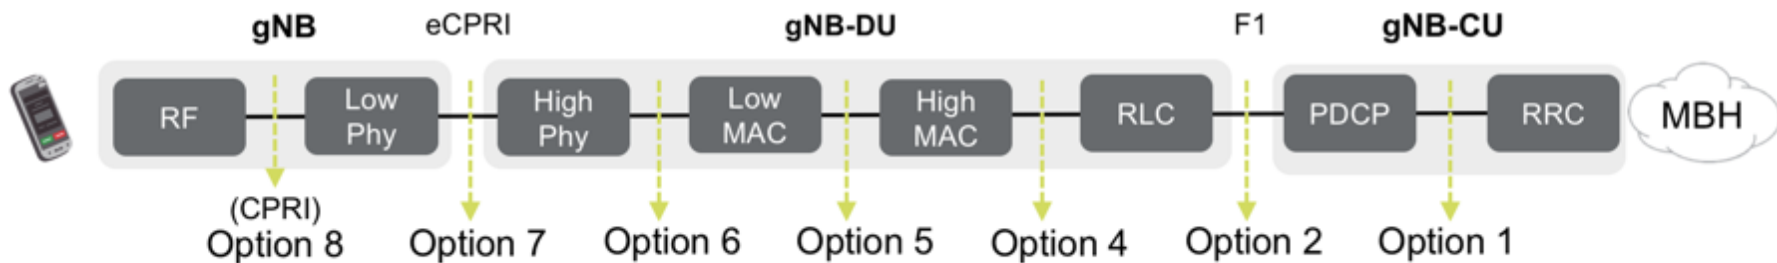 gNB eCPRI gNB-DU F1 gNB-CU
RF
Low
Phy
High
Phy
Low
MAC
High
MAC
RLC
PDCP
RRC
MBH
(CPRI)
Option 8 Option 7 Option 6 Option 5 Option 4 Option 2 Option 1